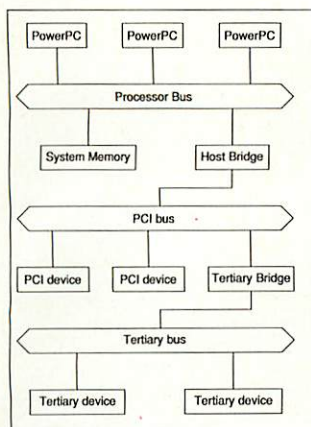 PowerPC PowerPC PowerPC
Processor Bus
System Memory Host Bridge
PCI bus
PCI device PCI device Tertiary Bridge
Tertiary bus
Tertiary device Tertiary device